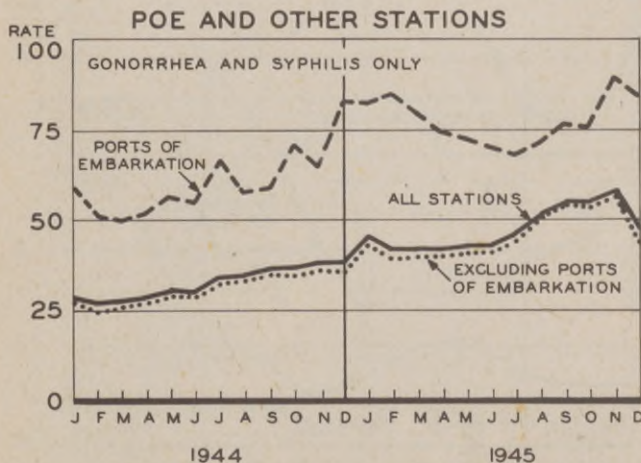 POE AND OTHER STATIONS
RATE
100
GONORRHEA AND SYPHILIS ONLY
75
PORTS OF
EMBARKATION
ALL STATIONS
50
EXCLUDING PORTS
OF EMBARKATION
25
0
J F M A M J J A S O N D J F M A M J J A S O N D
1944 1945